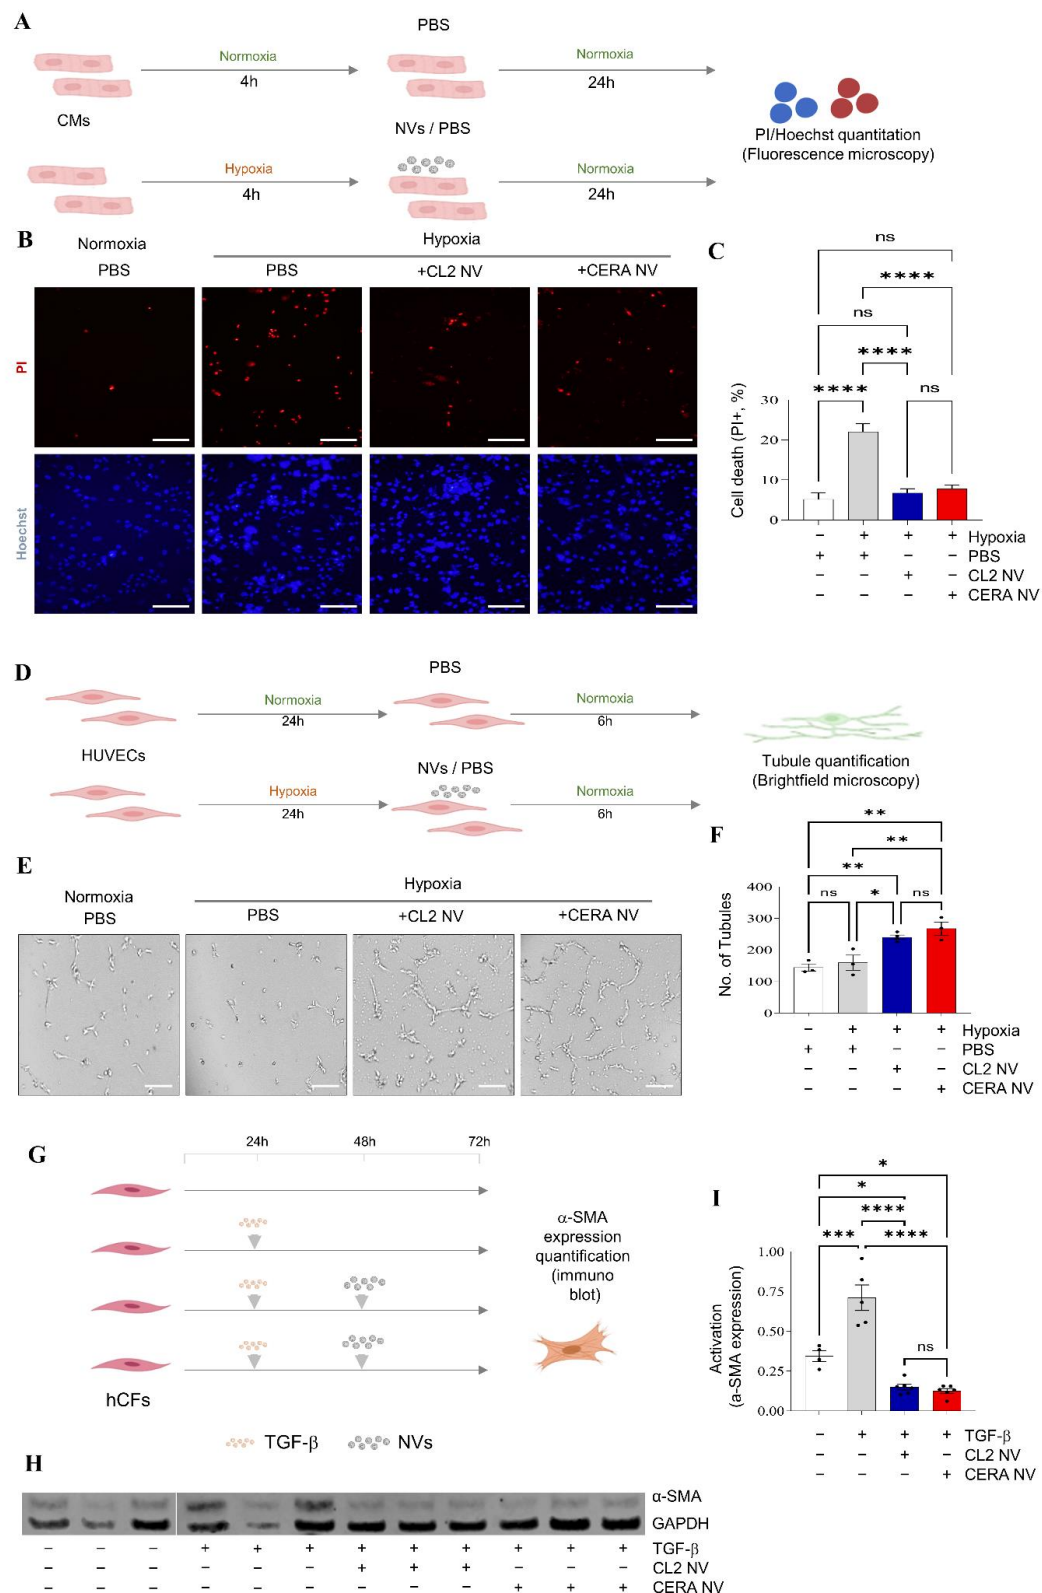 A
PBS
Normoxia
4h
Normoxia
24h
CMs
NVs / PBS
Hypoxia
4h
Normoxia
24h
PI/Hoechst quantitation
(Fluorescence microscopy)
B
Normoxia
Hypoxia
PBS
PBS
+CL2 NV
+CERA NV
PI
Hoechst
C
ns
****
ns
****
****
ns
Cell death (PI+, %)
30
20
10
0
− + + + Hypoxia
+ + − − PBS
− − + − CL2 NV
− − − + CERA NV
D
PBS
Normoxia
24h
Normoxia
6h
HUVECs
NVs / PBS
Hypoxia
24h
Normoxia
6h
Tubule quantification
(Brightfield microscopy)
E
Normoxia
PBS
Hypoxia
PBS
+CL2 NV
+CERA NV
F
**
**
**
ns
*
ns
No. of Tubules
400
300
200
100
0
− + + + Hypoxia
+ + − − PBS
− − + − CL2 NV
− − − + CERA NV
G
24h
48h
72h
hCFs
α-SMA
expression
quantification
(immuno
blot)
TGF-β
NVs
I
*
*
****
***
****
ns
Activation
(a-SMA expression)
1.00
0.75
0.50
0.25
0.00
− + + + TGF-β
− − + − CL2 NV
− − − + CERA NV
H
α-SMA
GAPDH
− − − + + + + + + + + + TGF-β
− − − − − − + + + − − − CL2 NV
− − − − − − − − − + + + CERA NV